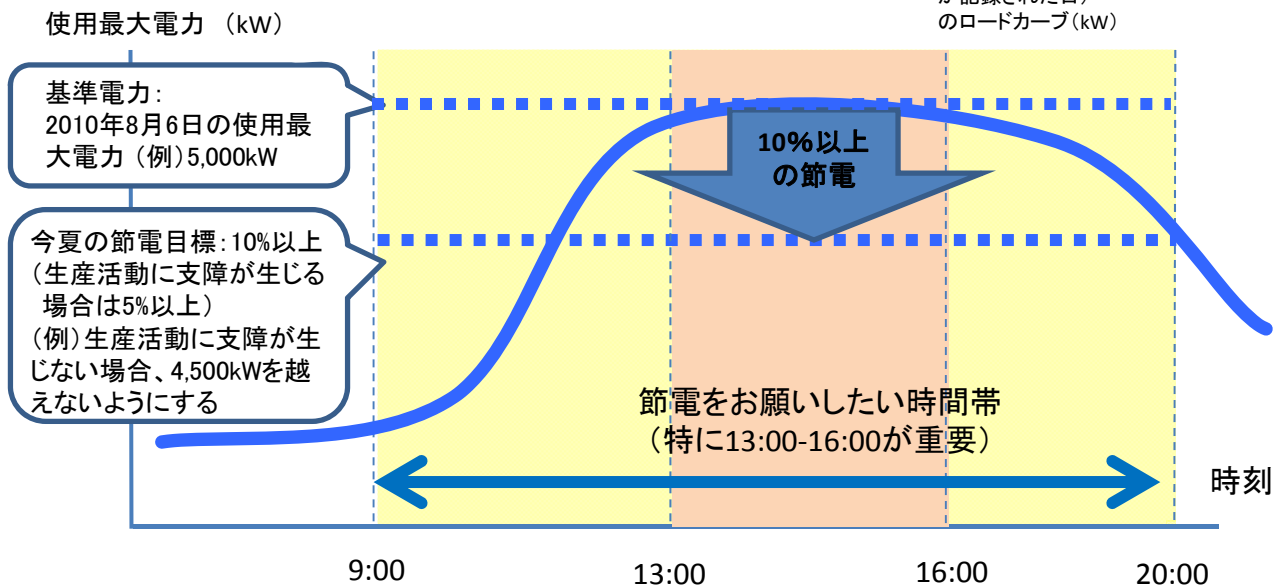 のロードカーブ(kW)
使用最大電力 (kW)
基準電力:
2010年8月6日の使用最
大電力 (例)5,000kW
10%以上
の節電
今夏の節電目標:10%以上
(生産活動に支障が生じる
場合は5%以上)
(例)生産活動に支障が生
じない場合、4,500kWを越
えないようにする
節電をお願いしたい時間帯
(特に13:00-16:00が重要)
時刻
9:00
13:00
16:00
20:00